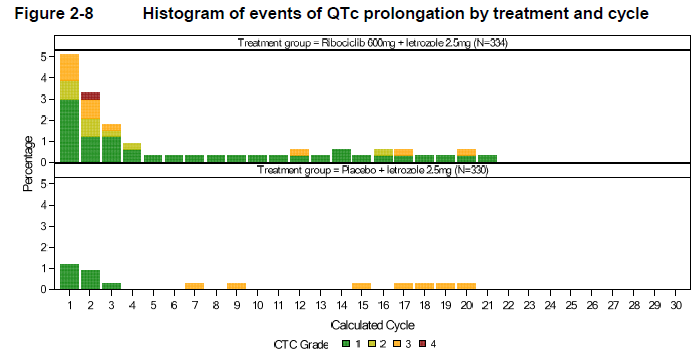 Figure 2-8 Histogram of events of QTc prolongation by treatment and cycle
Treatment group = Ribociclib 600mg + letrozole 2.5mg (N=334)
5
4
3
2
1
0
Percentage
Treatment group = Placebo + letrozole 2.5mg (N=330)
5
4
3
2
1
0
1 2 3 4 5 6 7 8 9 10 11 12 13 14 15 16 17 18 19 20 21 22 23 24 25 26 27 28 29 30
Calculated Cycle
CTC Grade 1 2 3 4